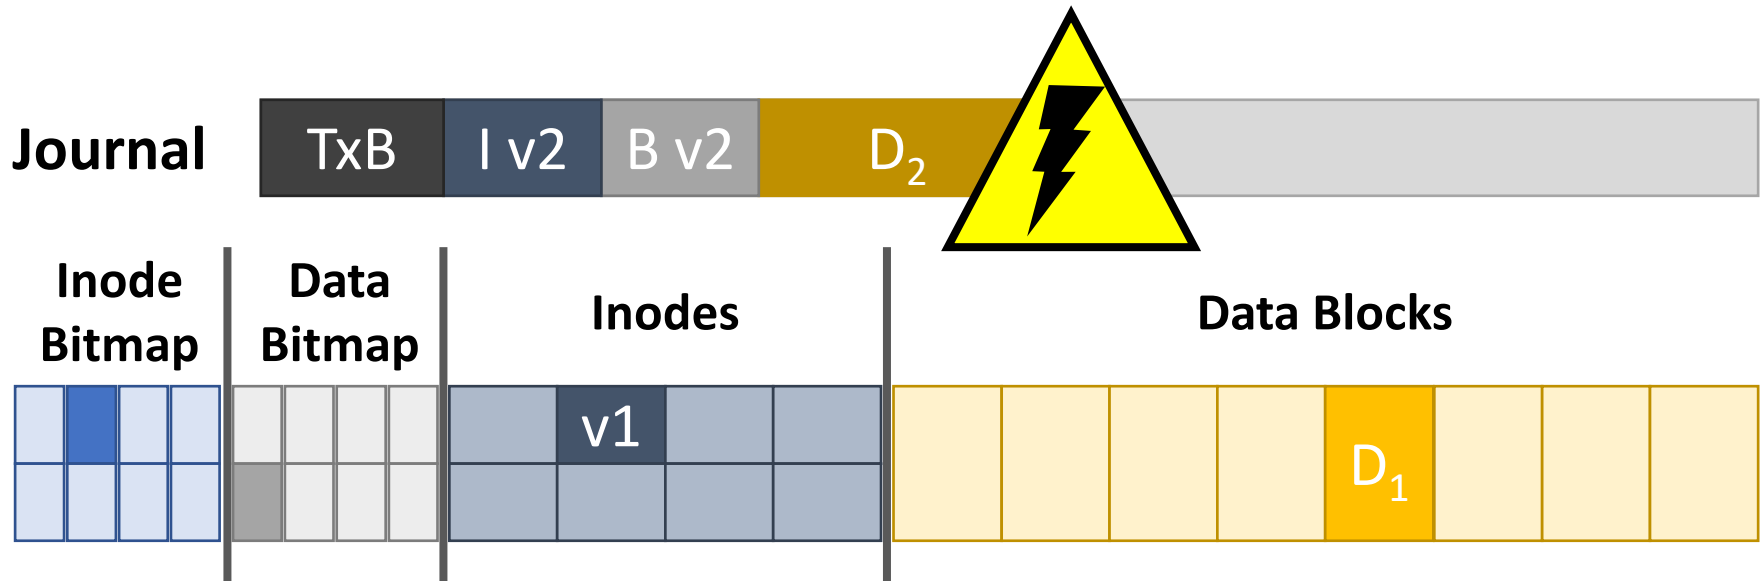 Journal
TxB
I v2
B v2
D₂
Inode
Bitmap
Data
Bitmap
Inodes
Data Blocks
v1
D₁